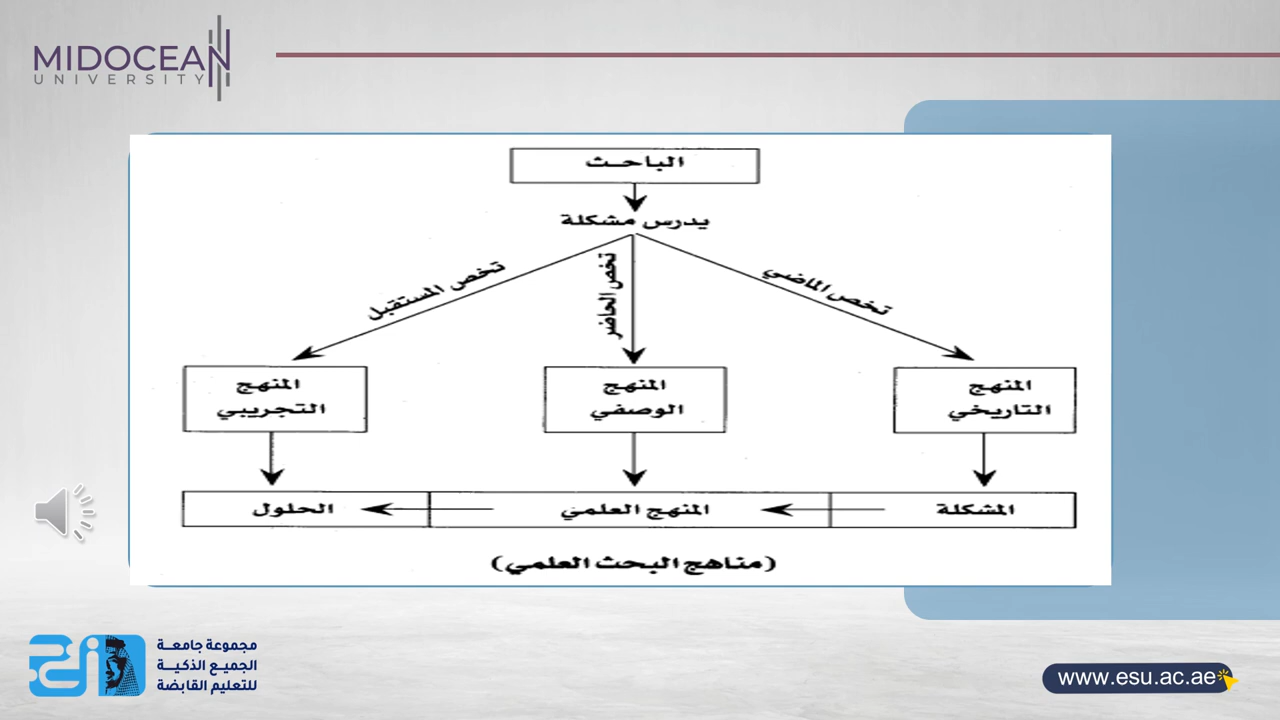 MIDOCEAN
UNIVERSITY
الباحث
يدرس مشكلة
تخص الماضي
تخص الحاضر
تخص المستقبل
المنهج
التاريخي
المنهج
الوصفي
المنهج
التجريبي
المشكلة
المنهج العلمي
الحلول
(مناهج البحث العلمي)
مجموعة جامعة
الجميع الذكية
للتعليم القابضة
www.esu.ac.ae